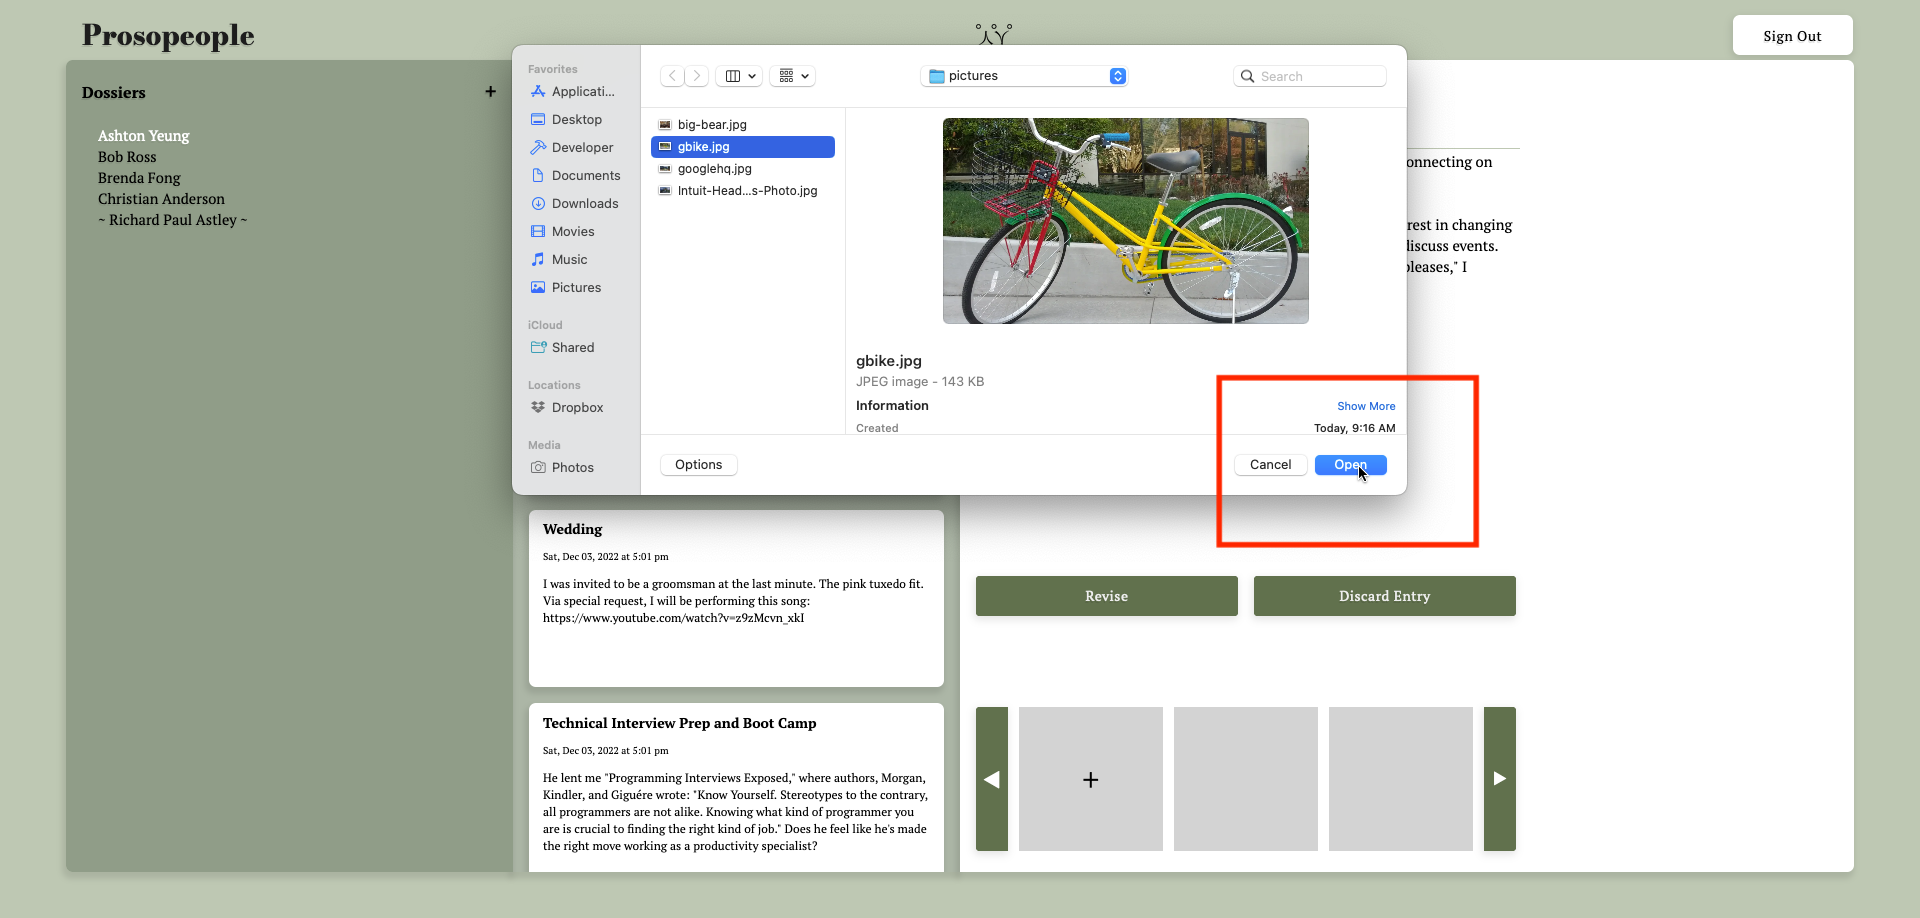 Prosopeople
Sign Out
Dossiers
+
Ashton Yeung
Bob Ross
Brenda Fong
Christian Anderson
~ Richard Paul Astley ~
Favorites
Applicati...
Desktop
Developer
Documents
Downloads
Movies
Music
Pictures
iCloud
Shared
Locations
Dropbox
Media
Photos
pictures
Search
big-bear.jpg
gbike.jpg
googlehq.jpg
Intuit-Head...s-Photo.jpg
gbike.jpg
JPEG image - 143 KB
Information
Show More
Created
Today, 9:16 AM
Options
Cancel
Open
Wedding
Sat, Dec 03, 2022 at 5:01 pm
I was invited to be a groomsman at the last minute. The pink tuxedo fit.
Via special request, I will be performing this song:
https://www.youtube.com/watch?v=z9zMcvn_xkI
Technical Interview Prep and Boot Camp
Sat, Dec 03, 2022 at 5:01 pm
He lent me "Programming Interviews Exposed," where authors, Morgan,
Kindler, and Giguére wrote: "Know Yourself. Stereotypes to the contrary,
all programmers are not alike. Knowing what kind of programmer you
are is crucial to finding the right kind of job." Does he feel like he's made
the right move working as a productivity specialist?
onnecting on
rest in changing
discuss events.
pleases," I
Revise
Discard Entry
+